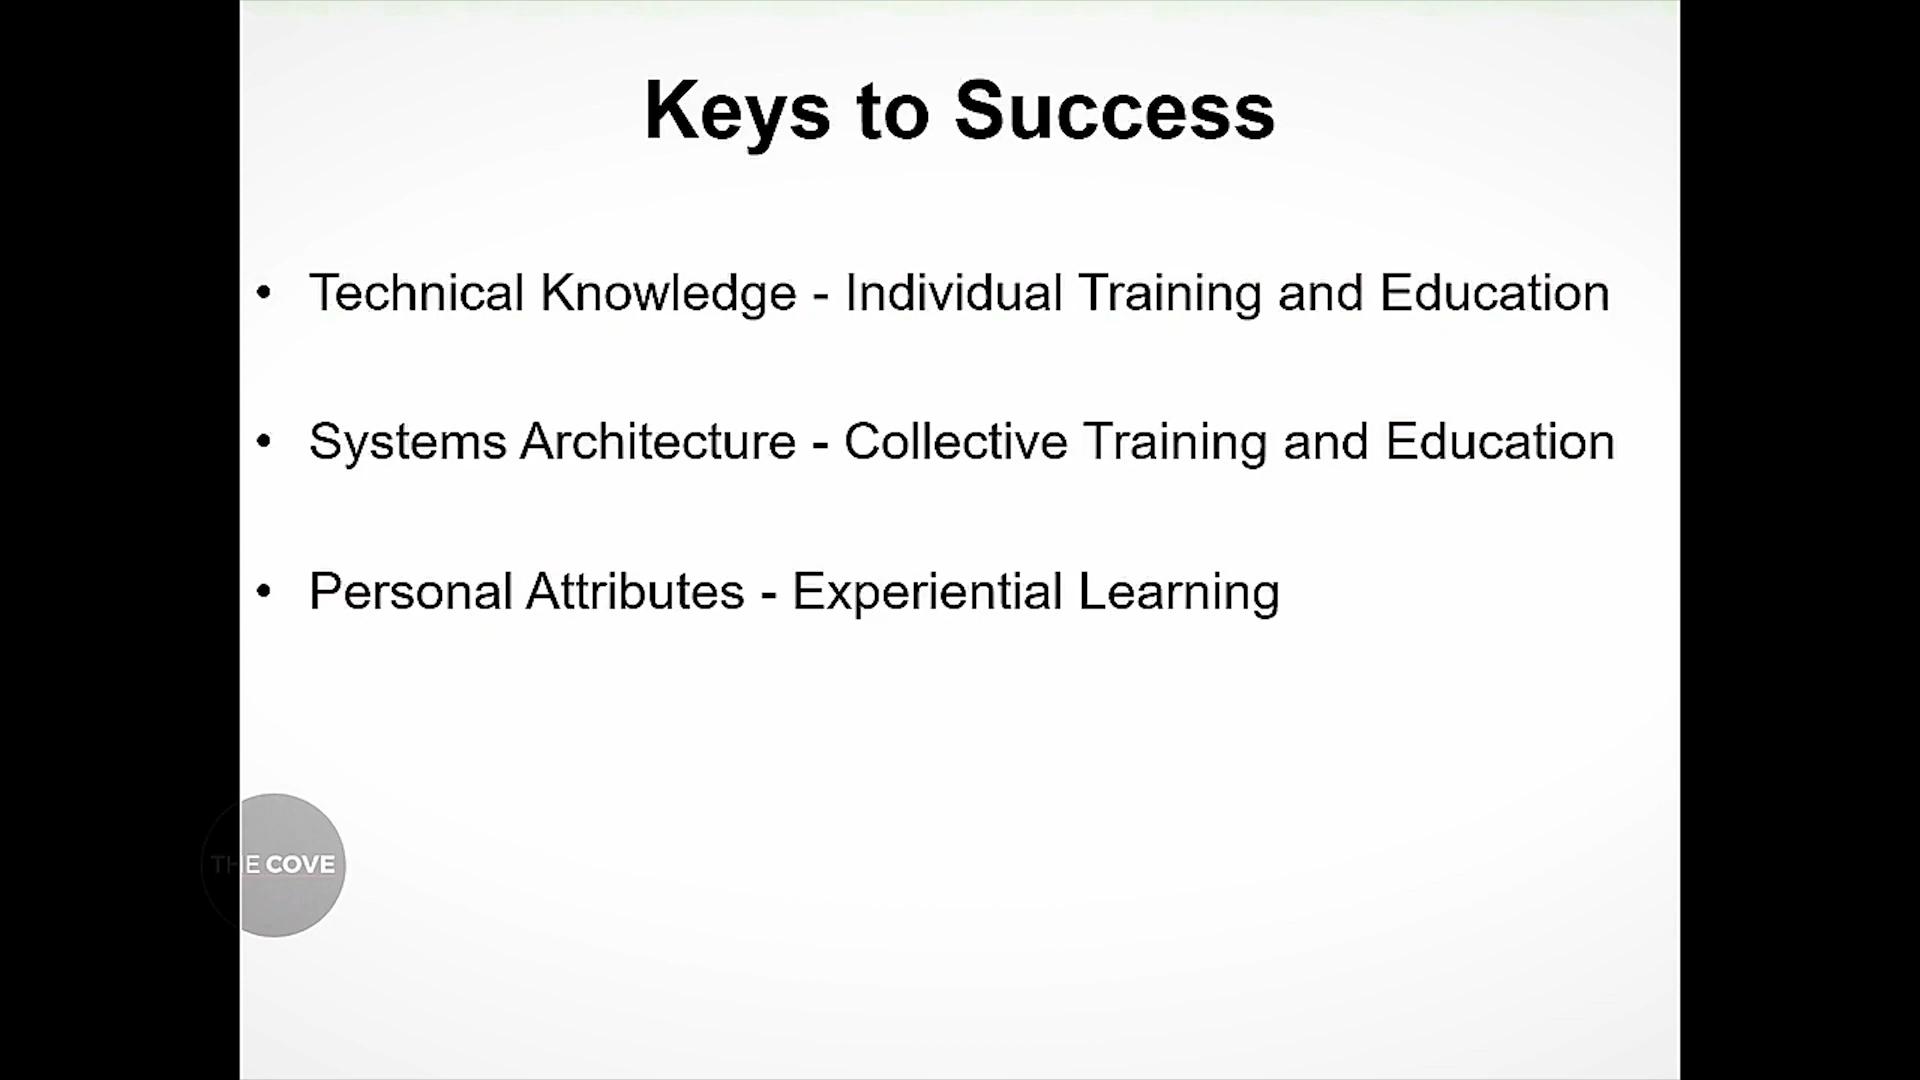 Keys to Success
• Technical Knowledge - Individual Training and Education
• Systems Architecture - Collective Training and Education
• Personal Attributes - Experiential Learning
THE COVE